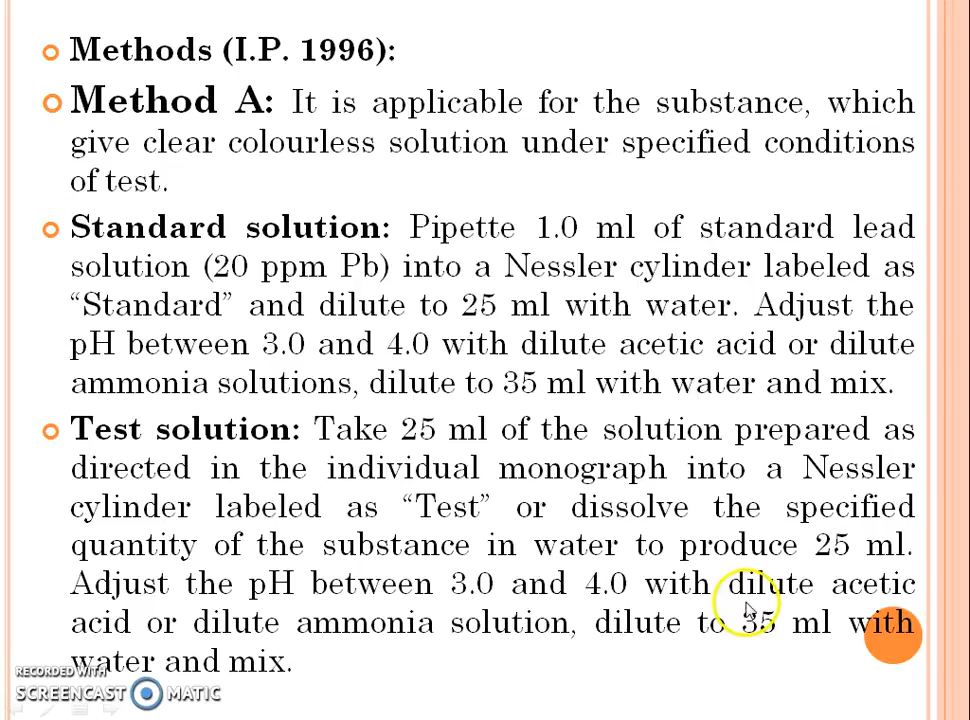 Methods (I.P. 1996):
Method A: It is applicable for the substance, which
give clear colourless solution under specified conditions
of test.
Standard solution: Pipette 1.0 ml of standard lead
solution (20 ppm Pb) into a Nessler cylinder labeled as
“Standard” and dilute to 25 ml with water. Adjust the
pH between 3.0 and 4.0 with dilute acetic acid or dilute
ammonia solutions, dilute to 35 ml with water and mix.
Test solution: Take 25 ml of the solution prepared as
directed in the individual monograph into a Nessler
cylinder labeled as “Test” or dissolve the specified
quantity of the substance in water to produce 25 ml.
Adjust the pH between 3.0 and 4.0 with dilute acetic
acid or dilute ammonia solution, dilute to 35 ml with
water and mix.
RECORDED WITH
SCREENCAST MATIC